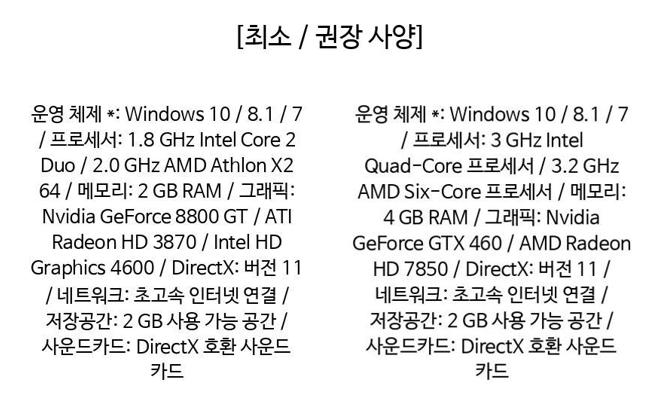 [최소 / 권장 사양]
운영 체제 *: Windows 10 / 8.1 / 7
/ 프로세서: 1.8 GHz Intel Core 2
Duo / 2.0 GHz AMD Athlon X2
64 / 메모리: 2 GB RAM / 그래픽:
Nvidia GeForce 8800 GT / ATI
Radeon HD 3870 / Intel HD
Graphics 4600 / DirectX: 버전 11
/ 네트워크: 초고속 인터넷 연결 /
저장공간: 2 GB 사용 가능 공간 /
사운드카드: DirectX 호환 사운드
카드
운영 체제 *: Windows 10 / 8.1 / 7
/ 프로세서: 3 GHz Intel
Quad-Core 프로세서 / 3.2 GHz
AMD Six-Core 프로세서 / 메모리:
4 GB RAM / 그래픽: Nvidia
GeForce GTX 460 / AMD Radeon
HD 7850 / DirectX: 버전 11 /
네트워크: 초고속 인터넷 연결 /
저장공간: 2 GB 사용 가능 공간 /
사운드카드: DirectX 호환 사운드
카드